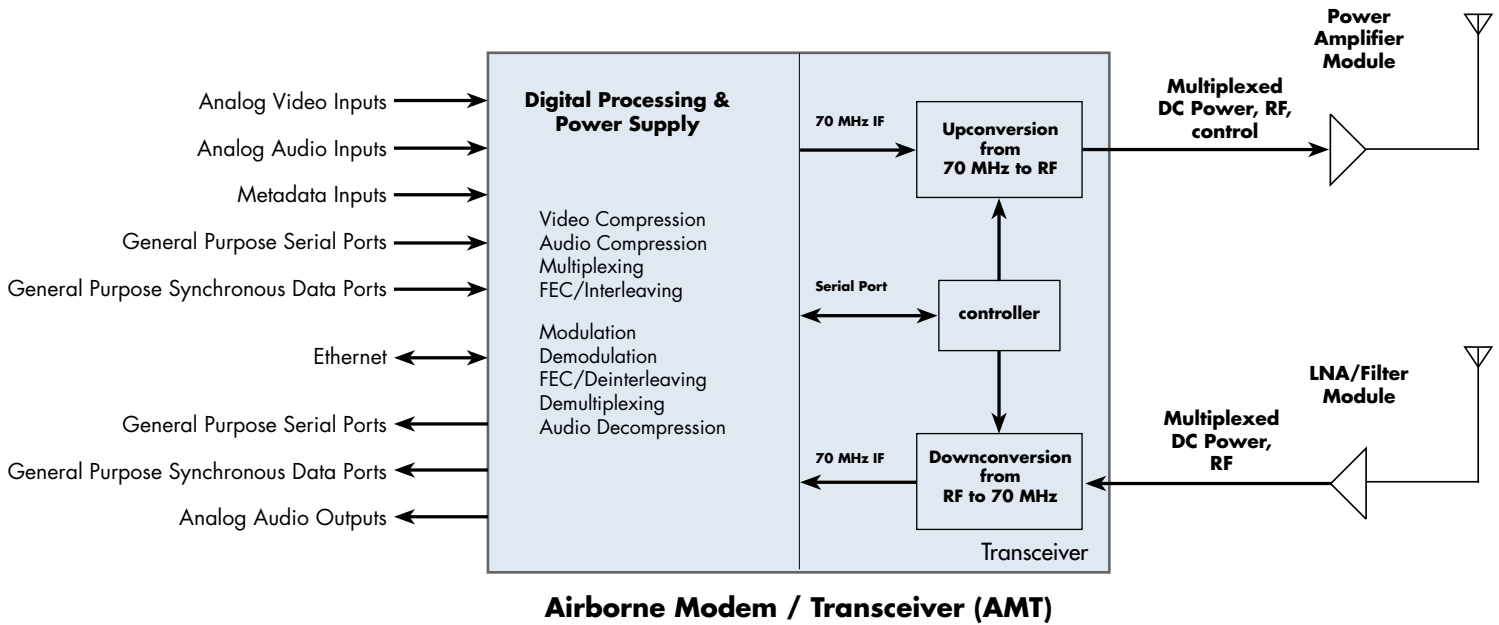 Power
Amplifier
Module
Multiplexed
DC Power, RF,
control
Analog Video Inputs
Analog Audio Inputs
Metadata Inputs
General Purpose Serial Ports
General Purpose Synchronous Data Ports
Ethernet
General Purpose Serial Ports
General Purpose Synchronous Data Ports
Analog Audio Outputs
Digital Processing &
Power Supply
Video Compression
Audio Compression
Multiplexing
FEC/Interleaving
Modulation
Demodulation
FEC/Deinterleaving
Demultiplexing
Audio Decompression
70 MHz IF
Upconversion
from
70 MHz to RF
Serial Port
controller
70 MHz IF
Downconversion
from
RF to 70 MHz
Transceiver
LNA/Filter
Module
Multiplexed
DC Power,
RF
Airborne Modem / Transceiver (AMT)